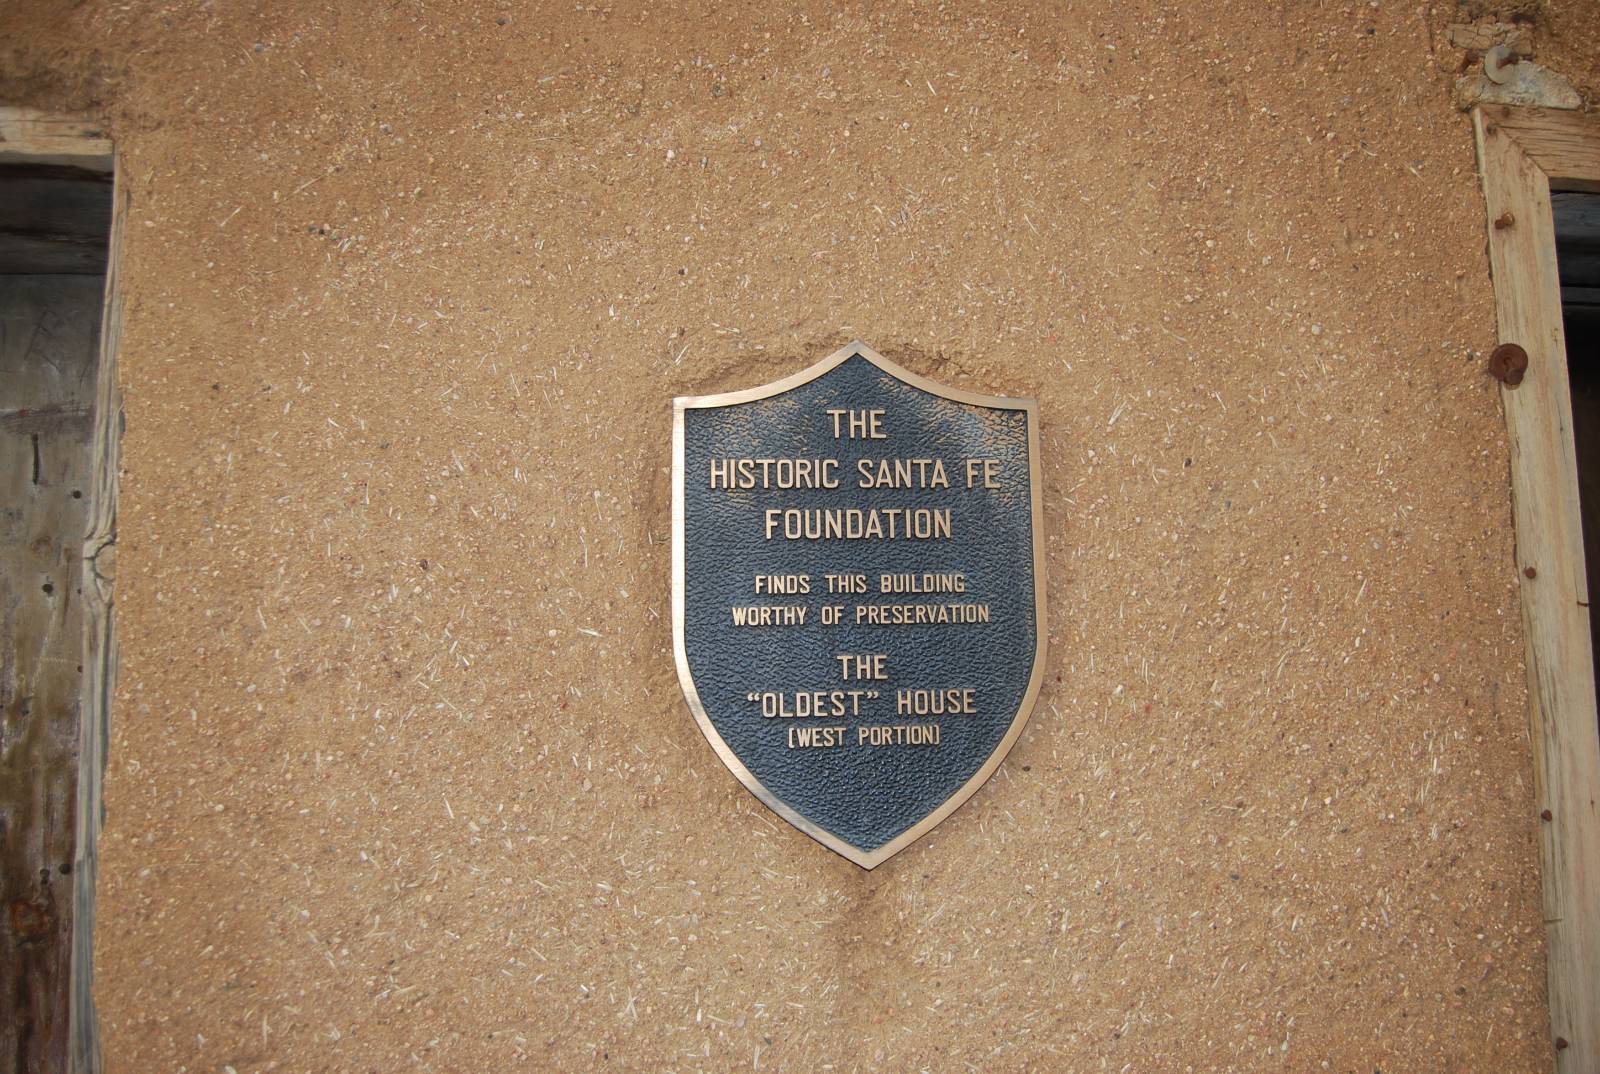 THE
HISTORIC SANTA FE
FOUNDATION
FINDS THIS BUILDING
WORTHY OF PRESERVATION
THE
“OLDEST” HOUSE
[WEST PORTION]